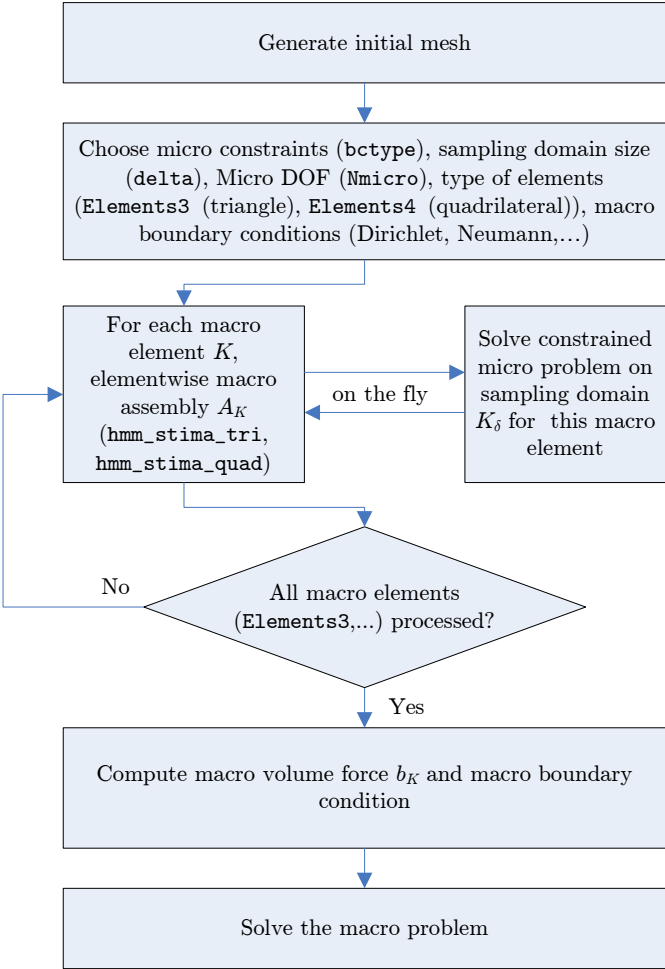 Generate initial mesh
Choose micro constraints (bctype), sampling domain size
(delta), Micro DOF (Nmicro), type of elements
(Elements3 (triangle), Elements4 (quadrilateral)), macro
boundary conditions (Dirichlet, Neumann,…)
For each macro
element K,
elementwise macro
assembly A_K
(hmm_stima_tri,
hmm_stima_quad)
on the fly
Solve constrained
micro problem on
sampling domain
K_δ for this macro
element
No
All macro elements
(Elements3,...) processed?
Yes
Compute macro volume force b_K and macro boundary
condition
Solve the macro problem